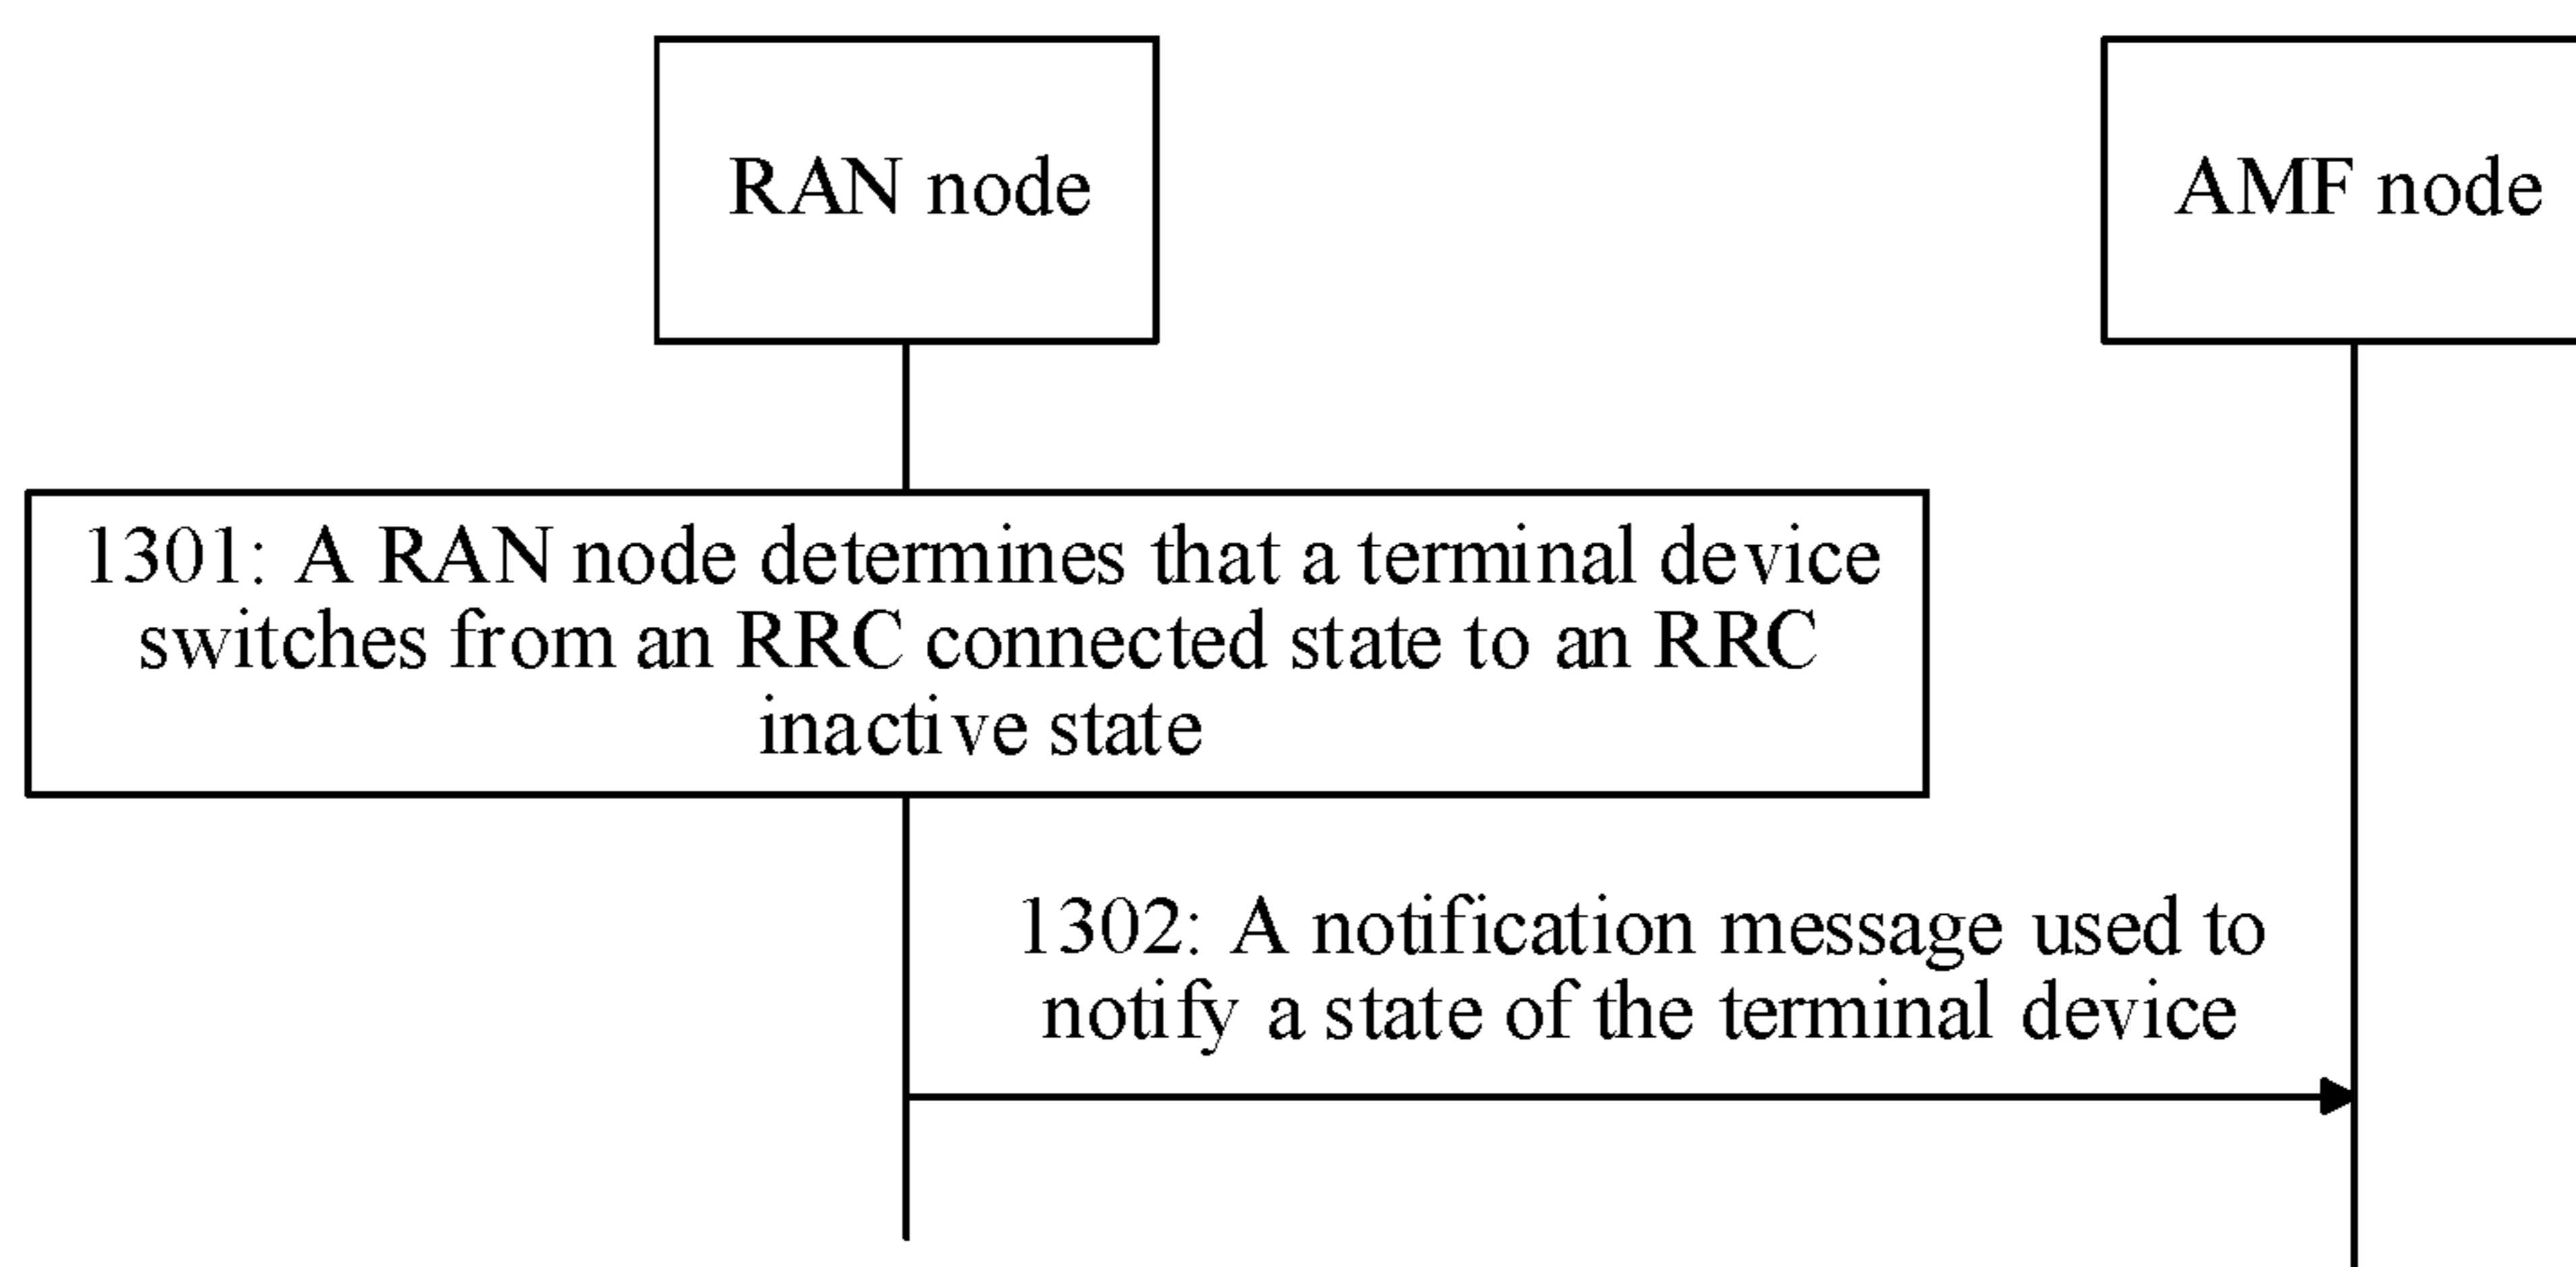 RAN node
AMF node
1301: A RAN node determines that a terminal device
switches from an RRC connected state to an RRC
inactive state
1302: A notification message used to
notify a state of the terminal device